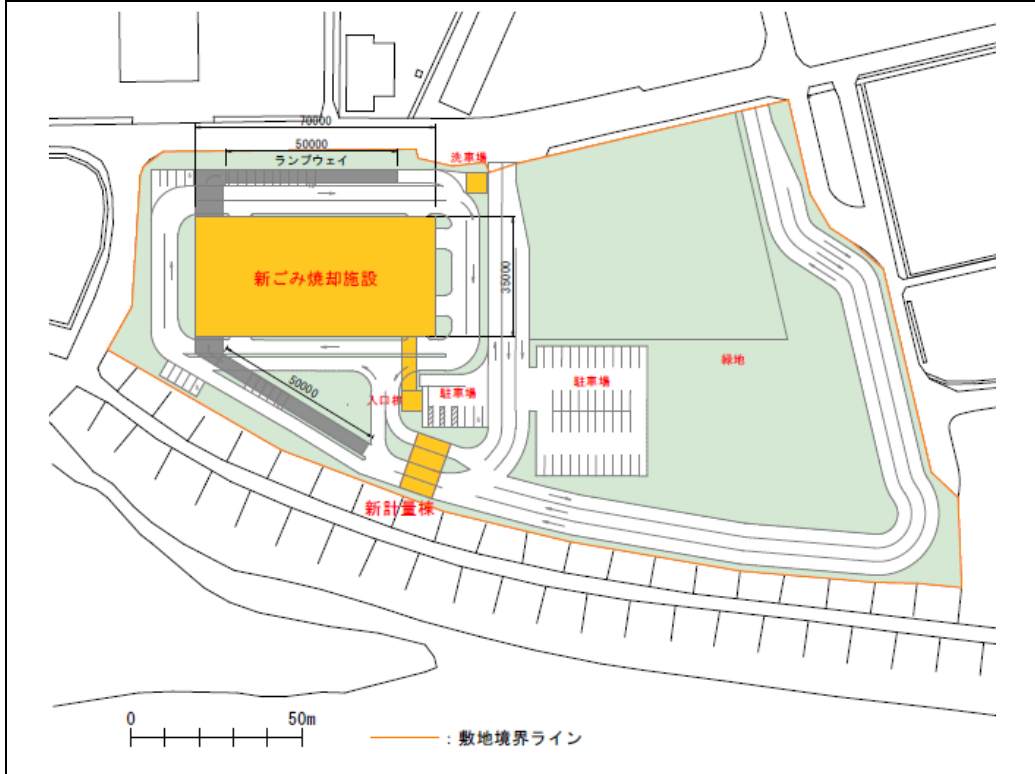 70000
50000
ランプウェイ
洗車場
新ごみ焼却施設
35000
緑地
50000
入口棟
駐車場
駐車場
新計量棟
0 50m
：敷地境界ライン